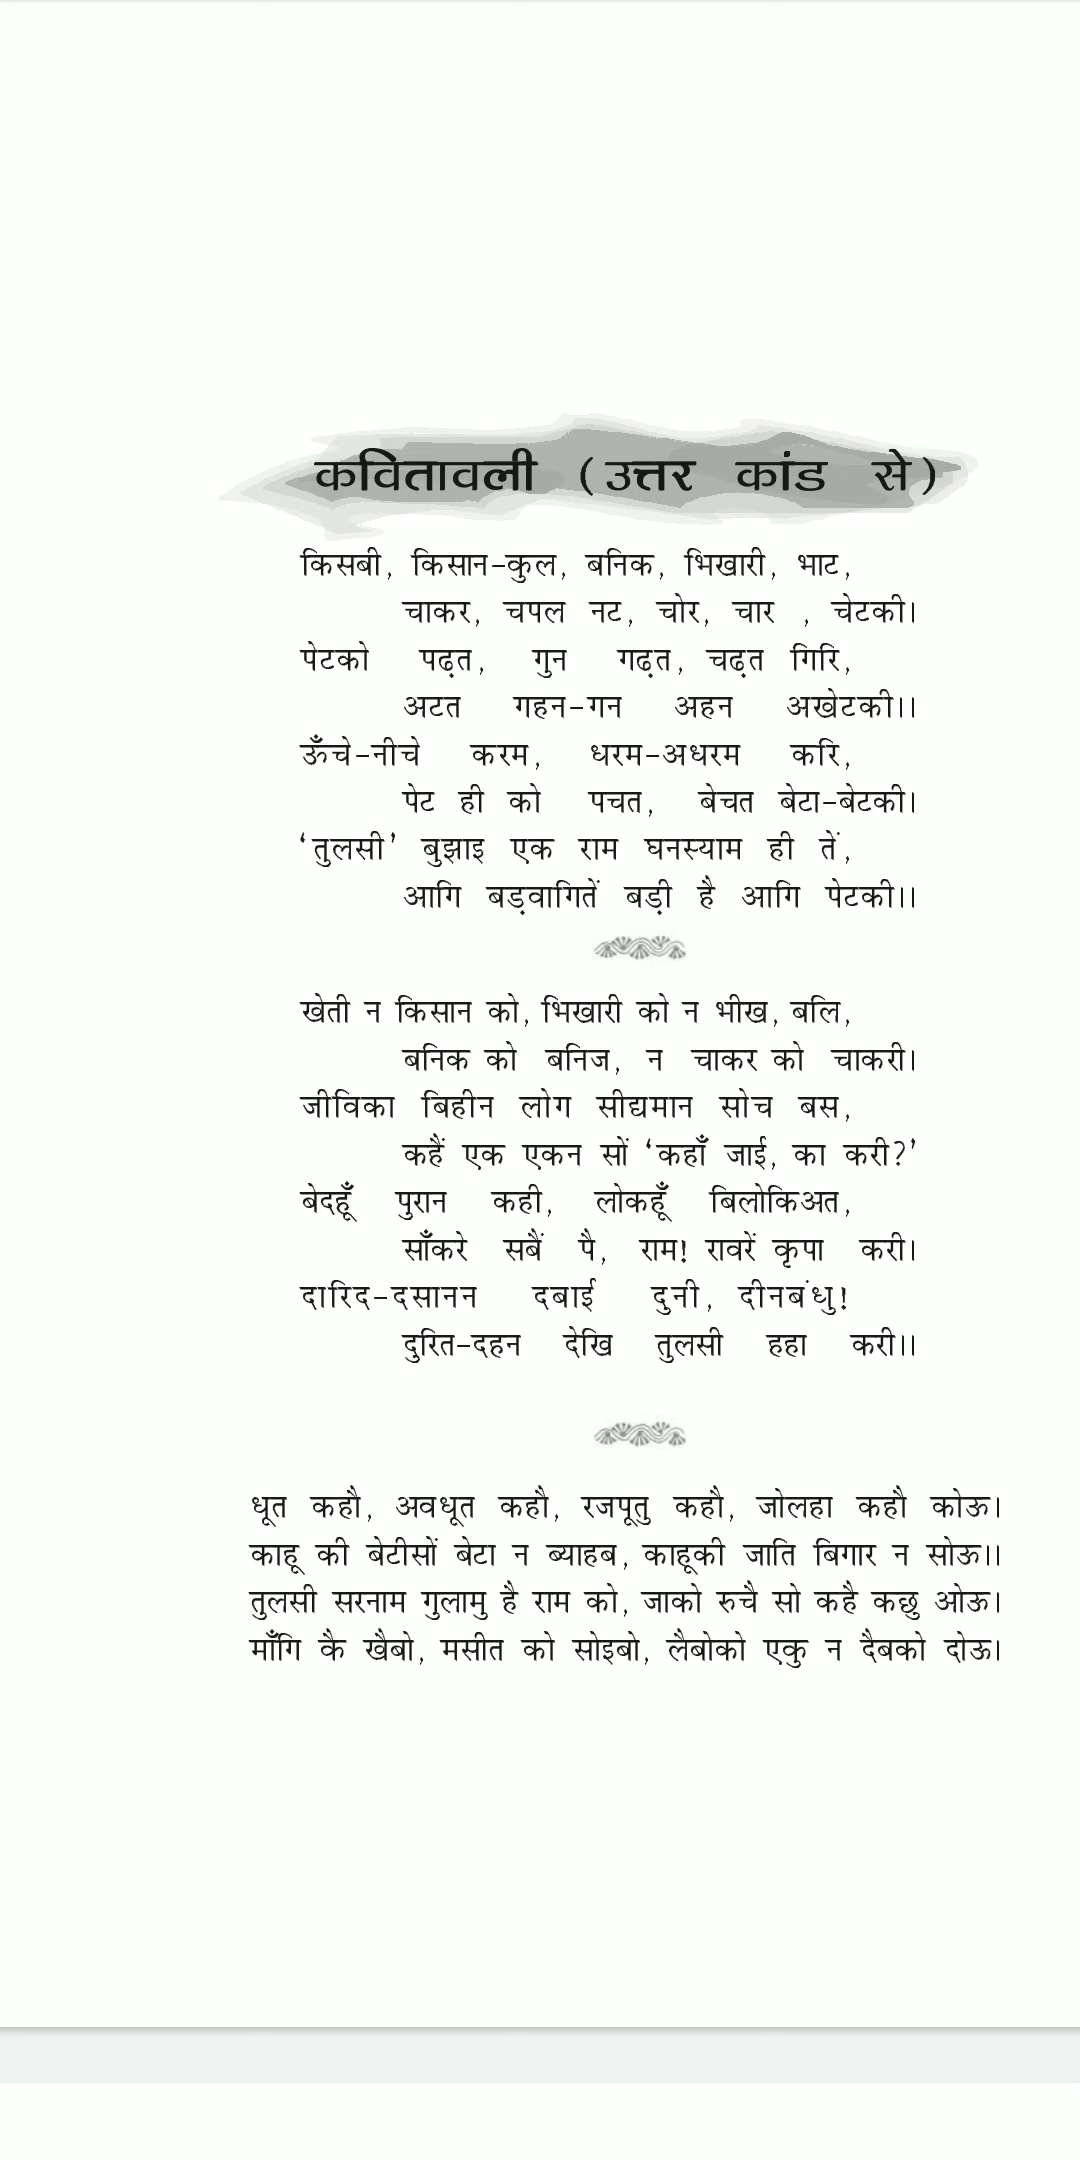 कवितावली (उत्तर कांड से)
किसबी, किसान-कुल, बनिक, भिखारी, भाट,
चाकर, चपल नट, चोर, चार , चेटकी।
पेटको पढ़त, गुन गढ़त, चढ़त गिरि,
अटत गहन-गन अहन अखेटकी।।
ऊँचे-नीचे करम, धरम-अधरम करि,
पेट ही को पचत, बेचत बेटा-बेटकी।
‘तुलसी’ बुझाइ एक राम घनस्याम ही तें,
आगि बड़वागितें बड़ी है आगि पेटकी।।
खेती न किसान को, भिखारी को न भीख, बलि,
बनिक को बनिज, न चाकर को चाकरी।
जीविका बिहीन लोग सीद्यमान सोच बस,
कहैं एक एकन सों ‘कहाँ जाई, का करी?’
बेदहूँ पुरान कही, लोकहूँ बिलोकिअत,
साँकरे सबैं पै, राम! रावरें कृपा करी।
दारिद-दसानन दबाई दुनी, दीनबंधु!
दुरित-दहन देखि तुलसी हहा करी।।
धूत कहौ, अवधूत कहौ, रजपूतु कहौ, जोलहा कहौ कोऊ।
काहू की बेटीसों बेटा न ब्याहब, काहूकी जाति बिगार न सोऊ।।
तुलसी सरनाम गुलामु है राम को, जाको रुचै सो कहै कछु ओऊ।
माँगि कै खैबो, मसीत को सोइबो, लैबोको एकु न दैबको दोऊ।